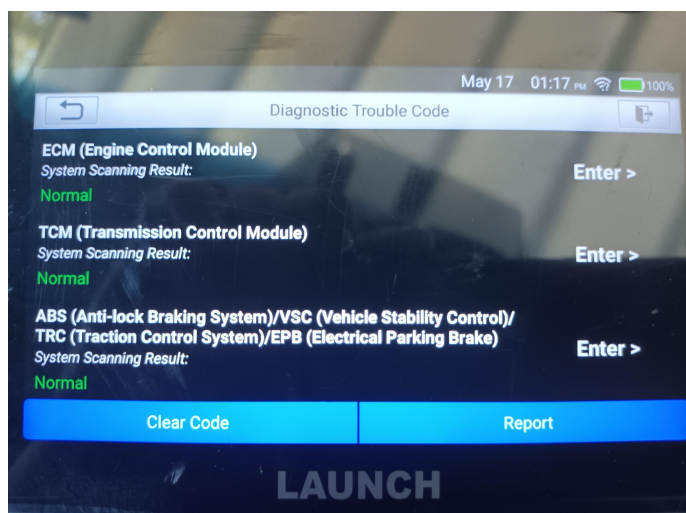 May 17 01:17 PM 100%
Diagnostic Trouble Code
ECM (Engine Control Module)
System Scanning Result:
Enter >
Normal
TCM (Transmission Control Module)
System Scanning Result:
Enter >
Normal
ABS (Anti-lock Braking System)/VSC (Vehicle Stability Control)/
TRC (Traction Control System)/EPB (Electrical Parking Brake)
Enter >
System Scanning Result:
Normal
Clear Code Report
LAUNCH